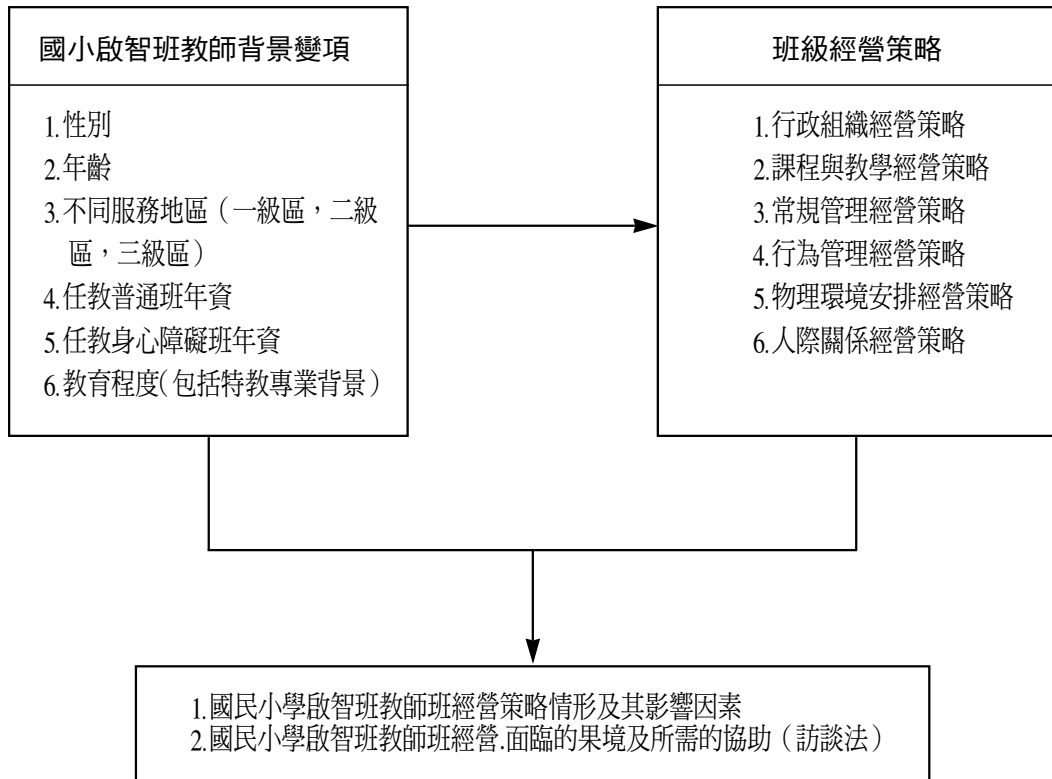 國小啟智班教師背景變項
1.性別
2.年齡
3.不同服務地區（一級區，二級
區，三級區）
4.任教普通班年資
5.任教身心障礙班年資
6.教育程度（包括特教專業背景）
班級經營策略
1.行政組織經營策略
2.課程與教學經營策略
3.常規管理經營策略
4.行為管理經營策略
5.物理環境安排經營策略
6.人際關係經營策略
1.國民小學啟智班教師班經營策略情形及其影響因素
2.國民小學啟智班教師班經營.面臨的果境及所需的協助（訪談法）